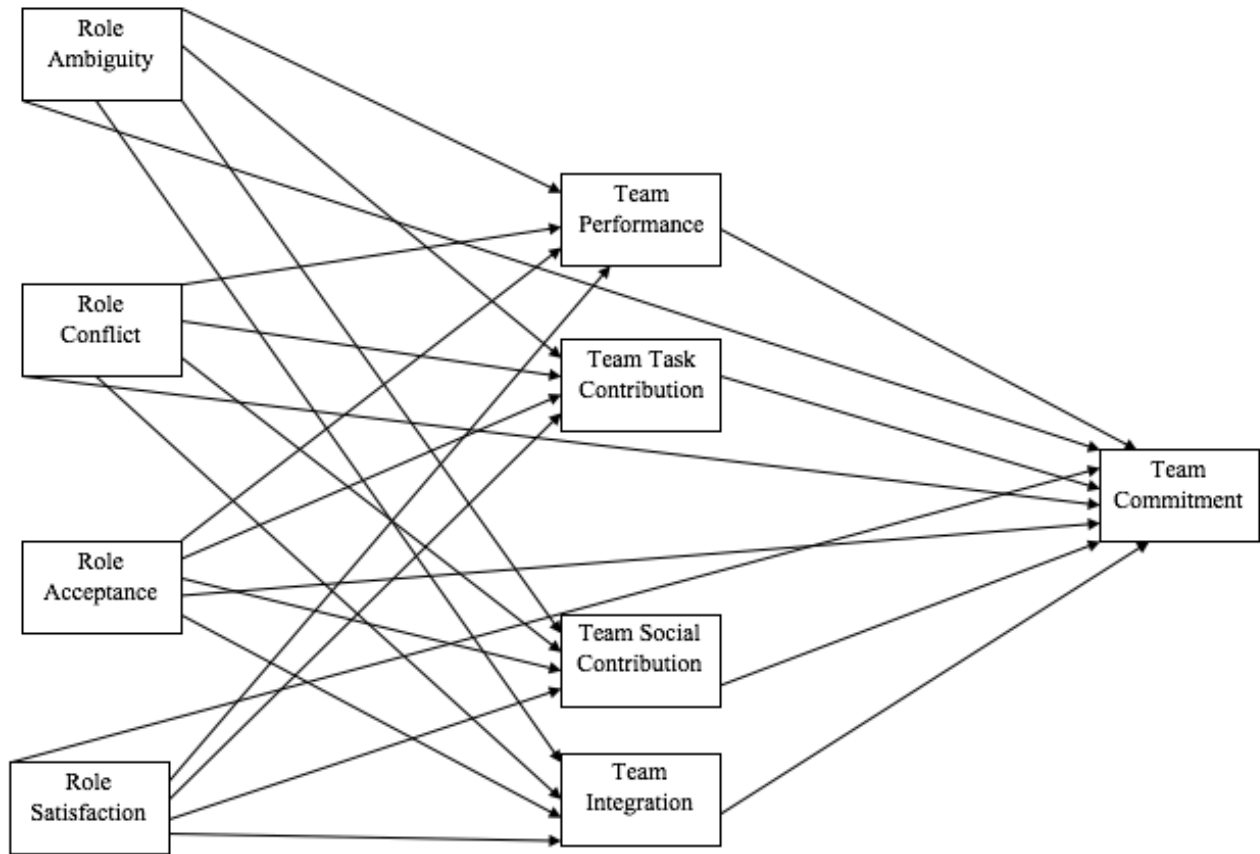 Role
Ambiguity
Team
Performance
Role
Conflict
Team Task
Contribution
Team
Commitment
Role
Acceptance
Team Social
Contribution
Team
Integration
Role
Satisfaction